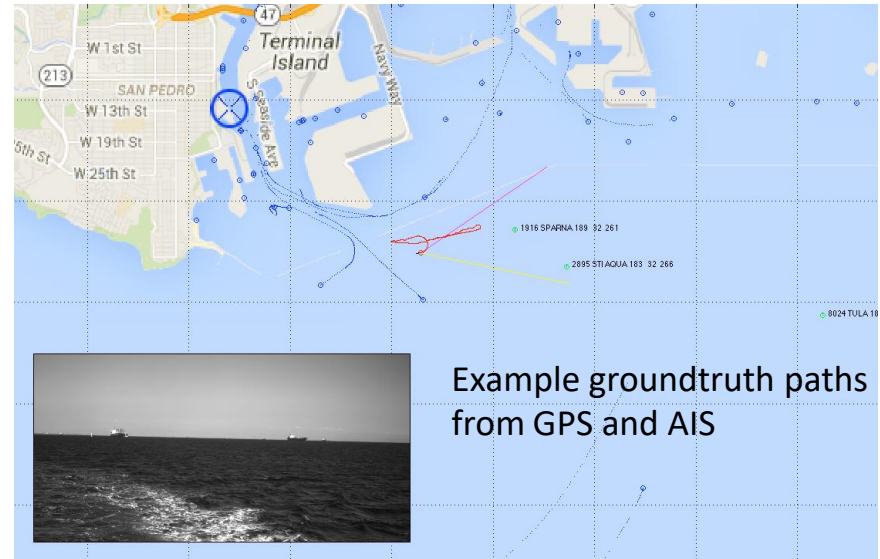 47
W 1st St
Terminal
Island
Navy Way
213
SAN PEDRO
S Seaside Ave
W 13th St
W 19th St
W 25th St
1916 SPARNA 189 32 261
2895 STI AQUA 183 32 266
8024 TULA 18
Example groundtruth paths
from GPS and AIS